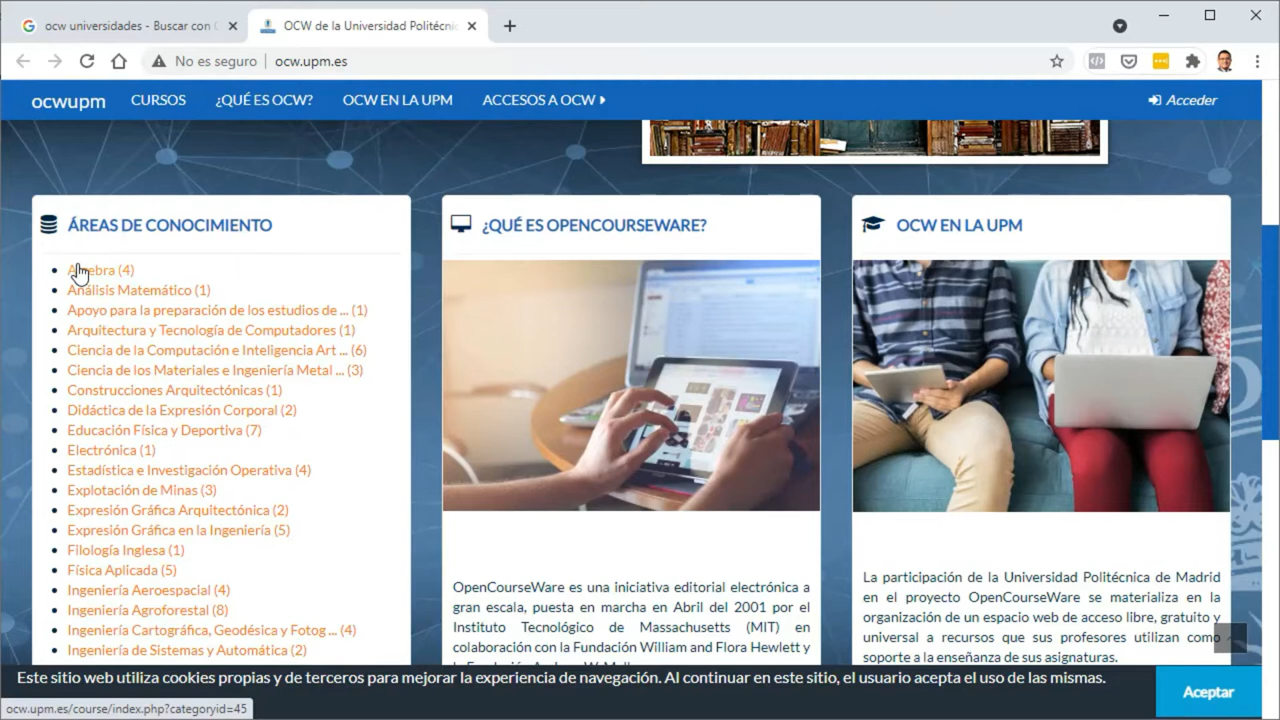 ocw universidades - Buscar con G
OCW de la Universidad Politécnic
No es seguro
ocw.upm.es
ocwupm
CURSOS
¿QUÉ ES OCW?
OCW EN LA UPM
ACCESOS A OCW
Acceder
ÁREAS DE CONOCIMIENTO
Álgebra (4)
Análisis Matemático (1)
Apoyo para la preparación de los estudios de ... (1)
Arquitectura y Tecnología de Computadores (1)
Ciencia de la Computación e Inteligencia Art ... (6)
Ciencia de los Materiales e Ingeniería Metal ... (3)
Construcciones Arquitectónicas (1)
Didáctica de la Expresión Corporal (2)
Educación Física y Deportiva (7)
Electrónica (1)
Estadística e Investigación Operativa (4)
Explotación de Minas (3)
Expresión Gráfica Arquitectónica (2)
Expresión Gráfica en la Ingeniería (5)
Filología Inglesa (1)
Física Aplicada (5)
Ingeniería Aeroespacial (4)
Ingeniería Agroforestal (8)
Ingeniería Cartográfica, Geodésica y Fotog ... (4)
Ingeniería de Sistemas y Automática (2)
¿QUÉ ES OPENCOURSEWARE?
OpenCourseWare es una iniciativa editorial electrónica a
gran escala, puesta en marcha en Abril del 2001 por el
Instituto Tecnológico de Massachusetts (MIT) en
colaboración con la Fundación William and Flora Hewlett y
OCW EN LA UPM
La participación de la Universidad Politécnica de Madrid
en el proyecto OpenCourseWare se materializa en la
organización de un espacio web de acceso libre, gratuito y
universal a recursos que sus profesores utilizan como
soporte a la enseñanza de sus asignaturas.
Este sitio web utiliza cookies propias y de terceros para mejorar la experiencia de navegación. Al continuar en este sitio, el usuario acepta el uso de las mismas.
Aceptar
ocw.upm.es/course/index.php?categoryid=45